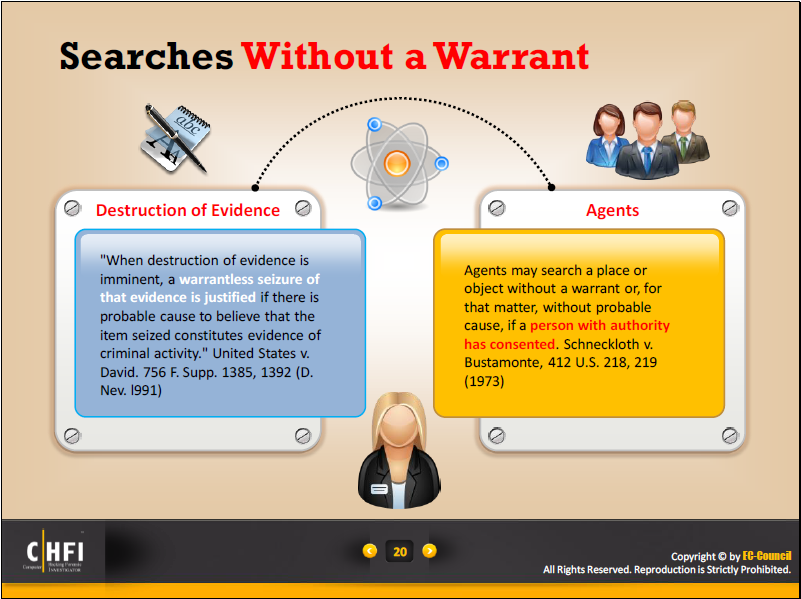 Searches Without a Warrant
abc
Destruction of Evidence
"When destruction of evidence is
imminent, a warrantless seizure of
that evidence is justified if there is
probable cause to believe that the
item seized constitutes evidence of
criminal activity." United States v.
David. 756 F. Supp. 1385, 1392 (D.
Nev. l991)
Agents
Agents may search a place or
object without a warrant or, for
that matter, without probable
cause, if a person with authority
has consented. Schneckloth v.
Bustamonte, 412 U.S. 218, 219
(1973)
CHFI
Computer Hacking Forensic
INVESTIGATOR
20
Copyright © by EC-Council
All Rights Reserved. Reproduction is Strictly Prohibited.